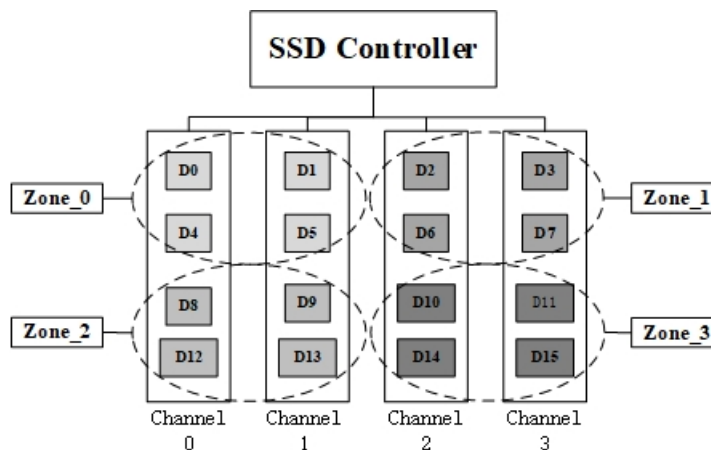 SSD Controller
D0 D1 D2 D3
Zone_0 Zone_1
D4 D5 D6 D7
D8 D9 D10 D11
Zone_2 Zone_3
D12 D13 D14 D15
Channel Channel Channel Channel
0 1 2 3